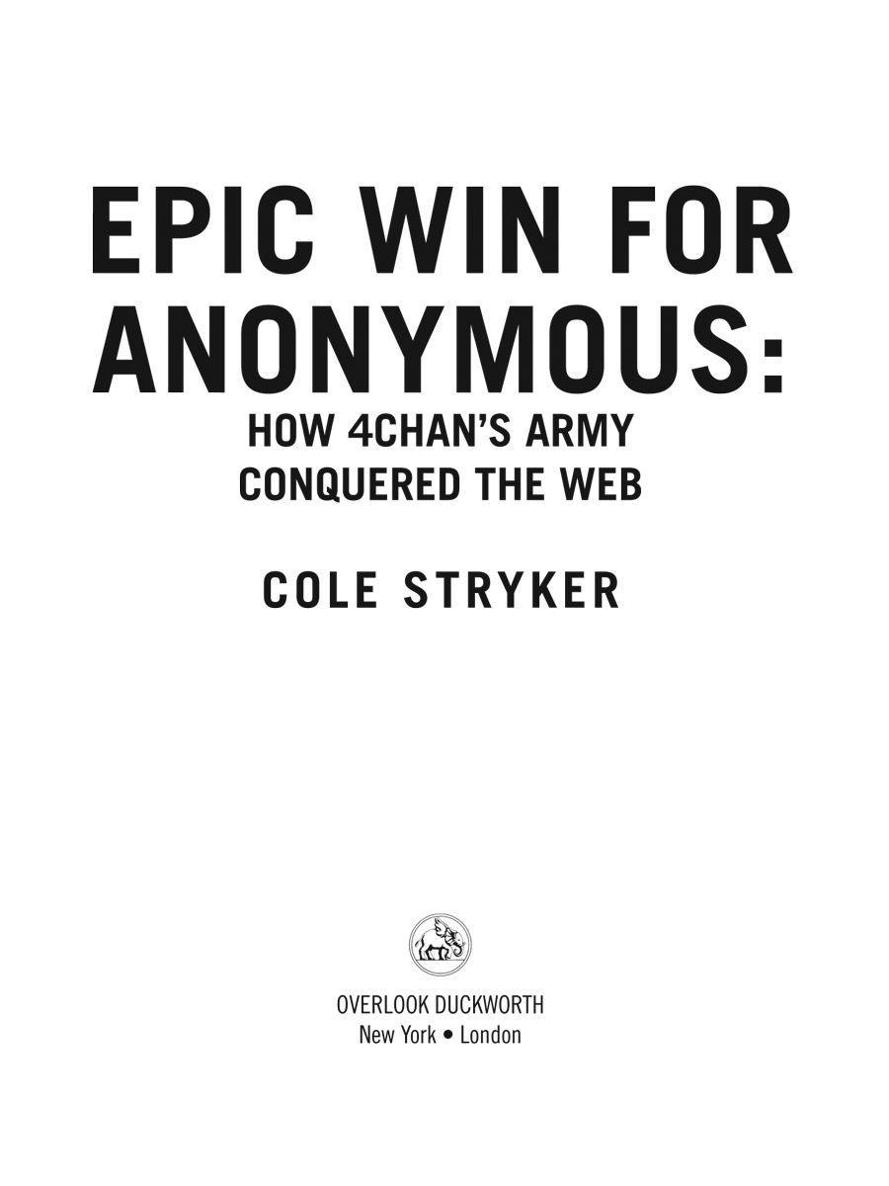 EPIC WIN FOR
ANONYMOUS:
HOW 4CHAN’S ARMY
CONQUERED THE WEB
COLE STRYKER
OVERLOOK DUCKWORTH
New York • London